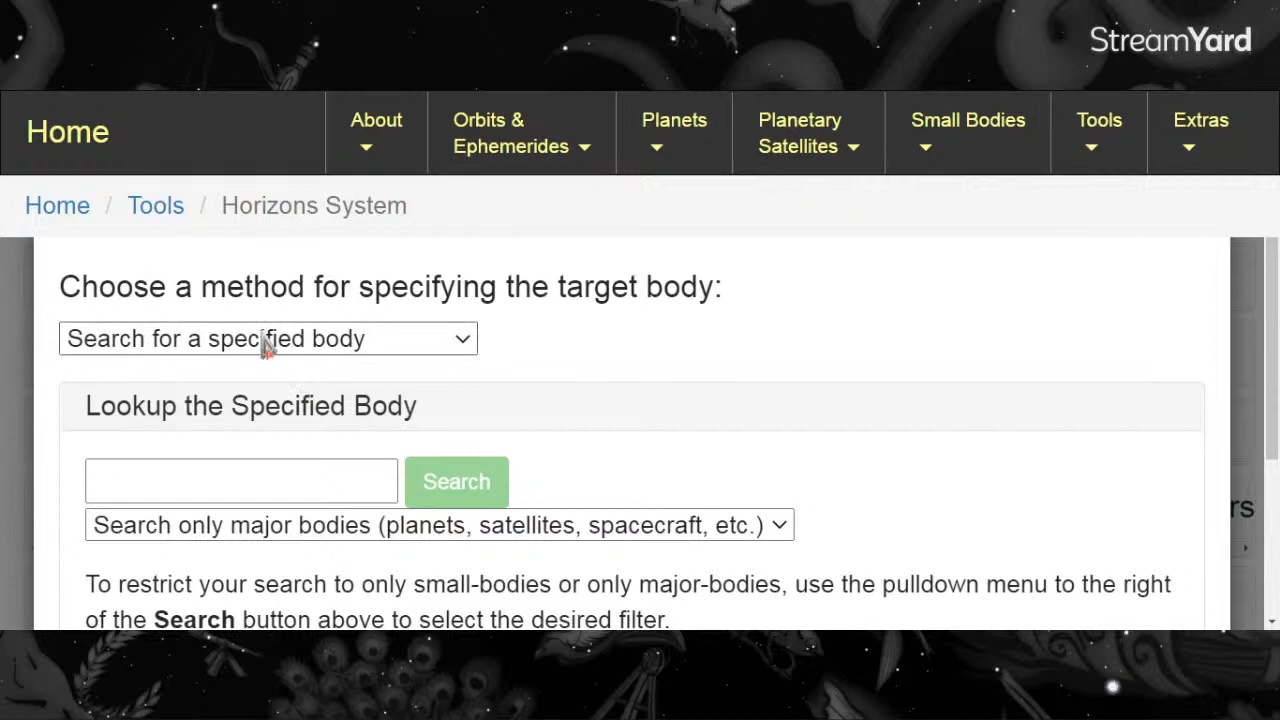 StreamYard
Home
About
Orbits &
Ephemerides
Planets
Planetary
Satellites
Small Bodies
Tools
Extras
Home / Tools / Horizons System
Choose a method for specifying the target body:
Search for a specified body
Lookup the Specified Body
Search
Search only major bodies (planets, satellites, spacecraft, etc.)
To restrict your search to only small-bodies or only major-bodies, use the pulldown menu to the right
of the Search button above to select the desired filter.